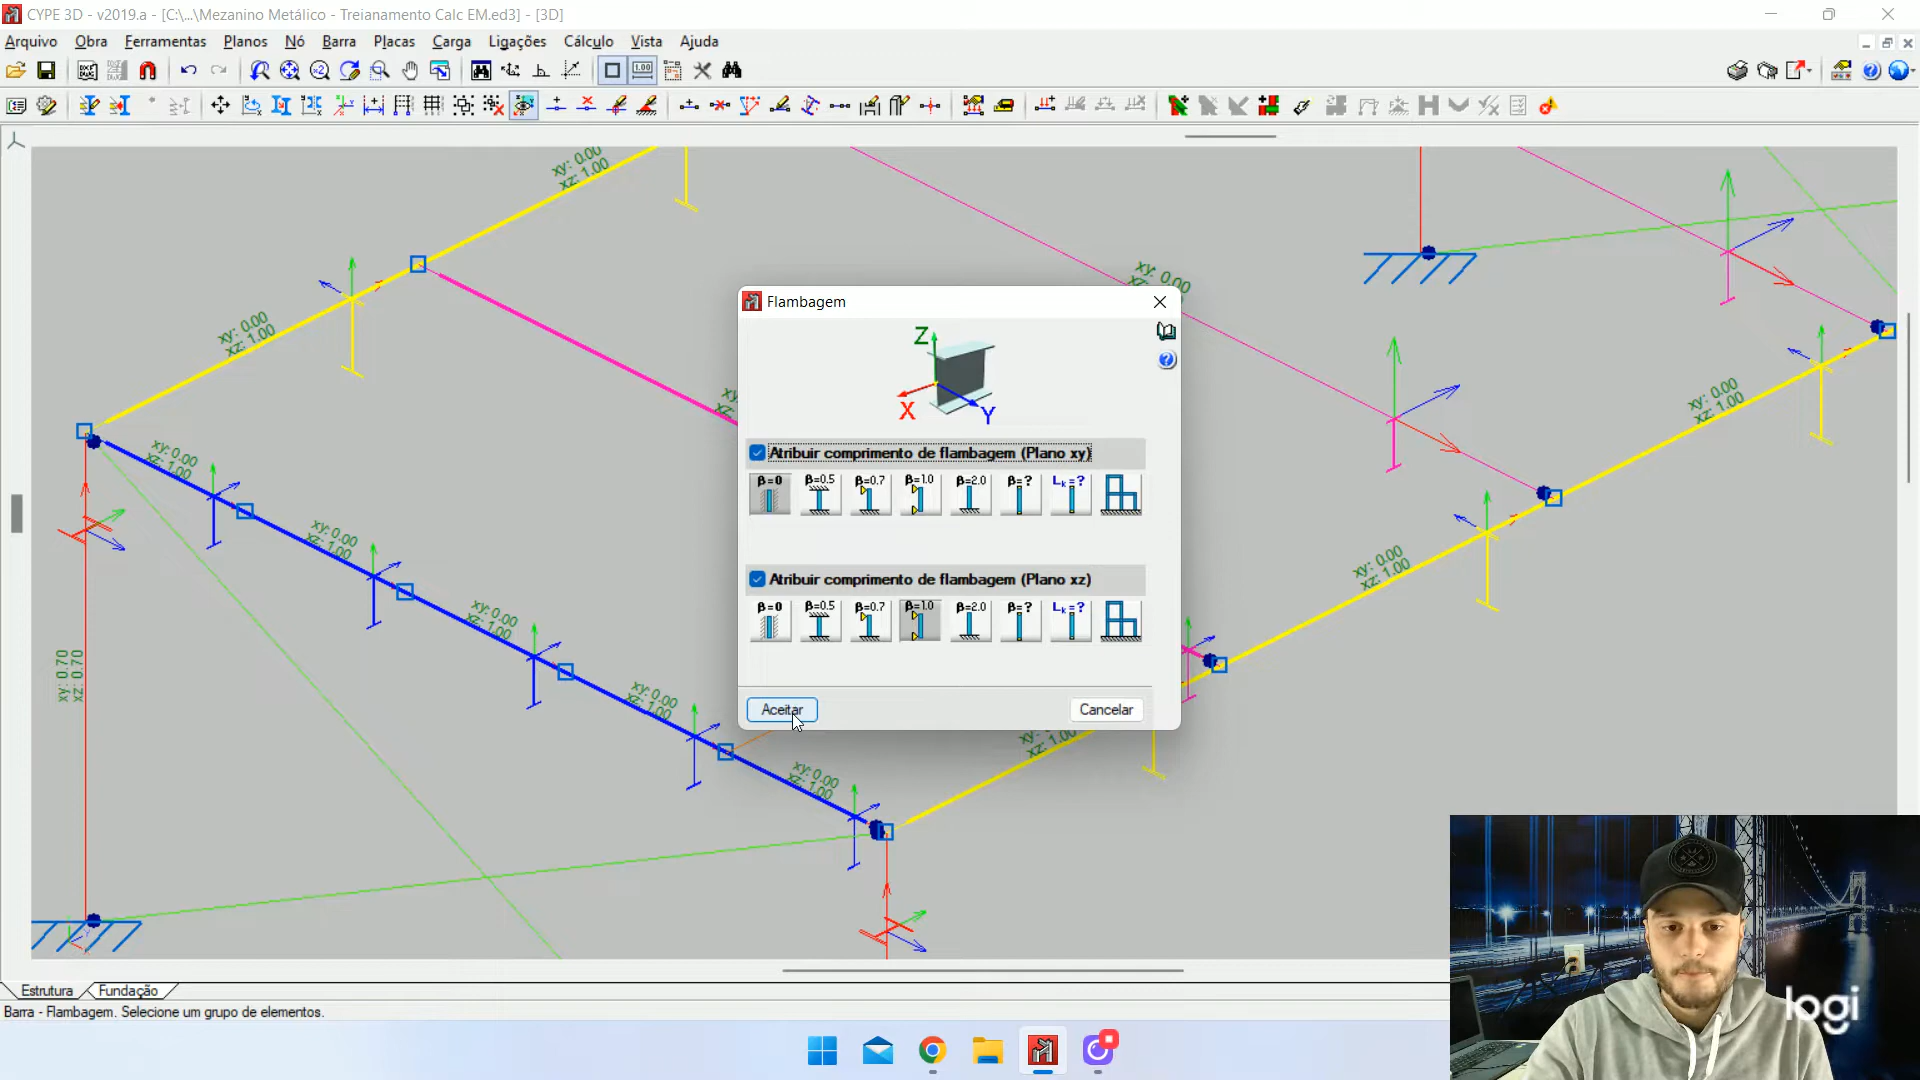 CYPE 3D - v2019.a - [C:\...\Mezanino Metálico - Treianamento Calc EM.ed3] - [3D]
Arquivo Obra Ferramentas Planos Nó Barra Placas Carga Ligações Cálculo Vista Ajuda
xy: 0.00
xz: 1.00
xy: 0.00
xy: 0.00
xz: 1.00
Flambagem
Z
X
Y
xy: 0.00
xz: 1.00
Atribuir comprimento de flambagem (Plano xy)
β=0 β=0.5 β=0.7 β=1.0 β=2.0 β=? Lk=?
xy: 0.00
xz: 1.00
xy: 0.00
xz: 1.00
xy: 0.00
xz: 1.00
Atribuir comprimento de flambagem (Plano xz)
β=0 β=0.5 β=0.7 β=1.0 β=2.0 β=? Lk=?
xy: 0.00
xz: 1.00
xy: 0.70
xz: 0.70
xy: 0.00
xz: 1.00
Aceitar Cancelar
xz: 1.00
xy: 0.00
xz: 1.00
logi
Estrutura Fundação
Barra - Flambagem. Selecione um grupo de elementos.